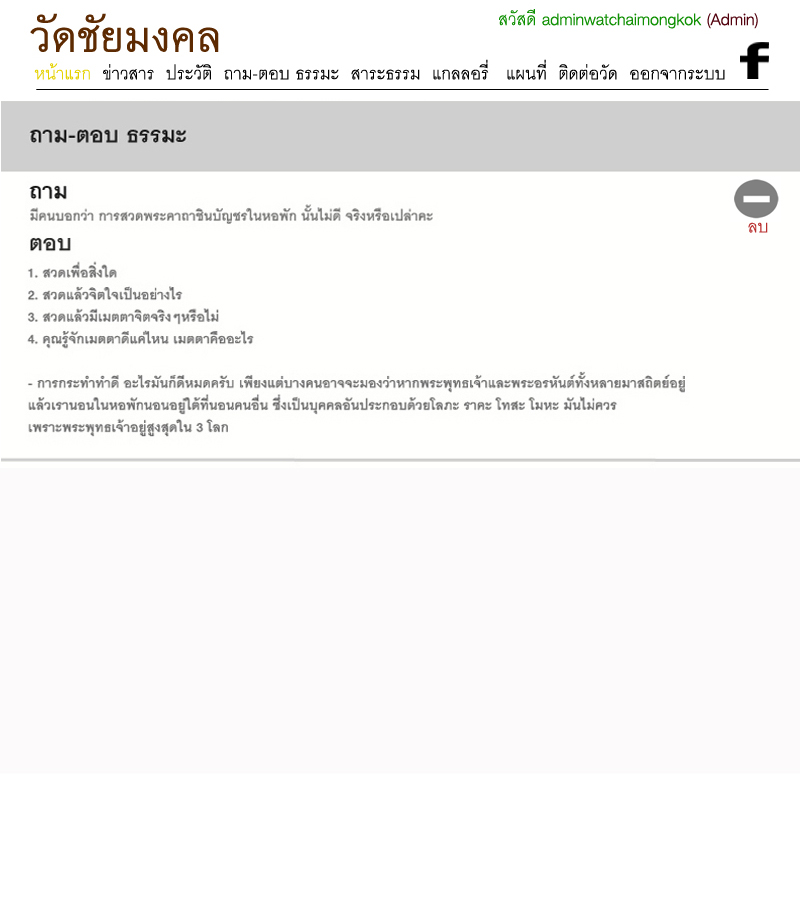 สวัสดี adminwatchaimongkok (Admin)
วัดชัยมงคล
หน้าแรก ข่าวสาร ประวัติ ถาม-ตอบ ธรรมะ สาระธรรม แกลลอรี่ แผนที่ ติดต่อวัด ออกจากระบบ f
ถาม-ตอบ ธรรมะ
ถาม
มีคนบอกว่า การสวดพระคาถาชินบัญชรในหอพัก นั้นไม่ดี จริงหรือเปล่าคะ
ลบ
ตอบ
1. สวดเพื่อสิ่งใด
2. สวดแล้วจิตใจเป็นอย่างไร
3. สวดแล้วมีเมตตาจิตจริงๆหรือไม่
4. คุณรู้จักเมตตาดีแค่ไหน เมตตาคืออะไร
- การกระทำทำดี อะไรมันก็ดีหมดครับ เพียงแต่บางคนอาจจะมองว่าหากพระพุทธเจ้าและพระอรหันต์ทั้งหลายมาสถิตย์อยู่
แล้วเรานอนในหอพักนอนอยู่ใต้ที่นอนคนอื่น ซึ่งเป็นบุคคลอันประกอบด้วยโลภะ ราคะ โทสะ โมหะ มันไม่ควร
เพราะพระพุทธเจ้าอยู่สูงสุดใน 3 โลก